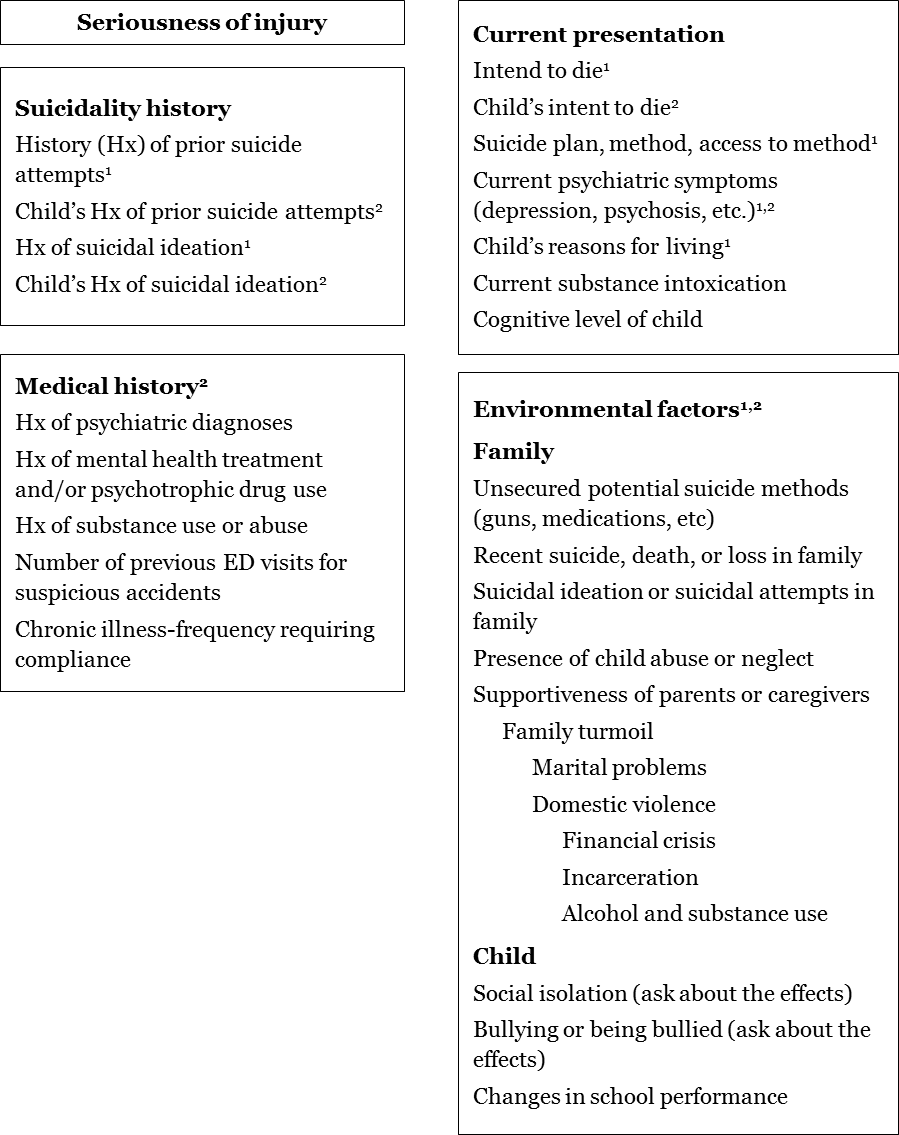 Seriousness of injury
Suicidality history
History (Hx) of prior suicide
attempts¹
Child’s Hx of prior suicide attempts²
Hx of suicidal ideation¹
Child’s Hx of suicidal ideation²
Medical history²
Hx of psychiatric diagnoses
Hx of mental health treatment
and/or psychotrophic drug use
Hx of substance use or abuse
Number of previous ED visits for
suspicious accidents
Chronic illness-frequency requiring
compliance
Current presentation
Intend to die¹
Child’s intent to die²
Suicide plan, method, access to method¹
Current psychiatric symptoms
(depression, psychosis, etc.)¹,²
Child’s reasons for living¹
Current substance intoxication
Cognitive level of child
Environmental factors¹,²
Family
Unsecured potential suicide methods
(guns, medications, etc)
Recent suicide, death, or loss in family
Suicidal ideation or suicidal attempts in
family
Presence of child abuse or neglect
Supportiveness of parents or caregivers
Family turmoil
Marital problems
Domestic violence
Financial crisis
Incarceration
Alcohol and substance use
Child
Social isolation (ask about the effects)
Bullying or being bullied (ask about the
effects)
Changes in school performance